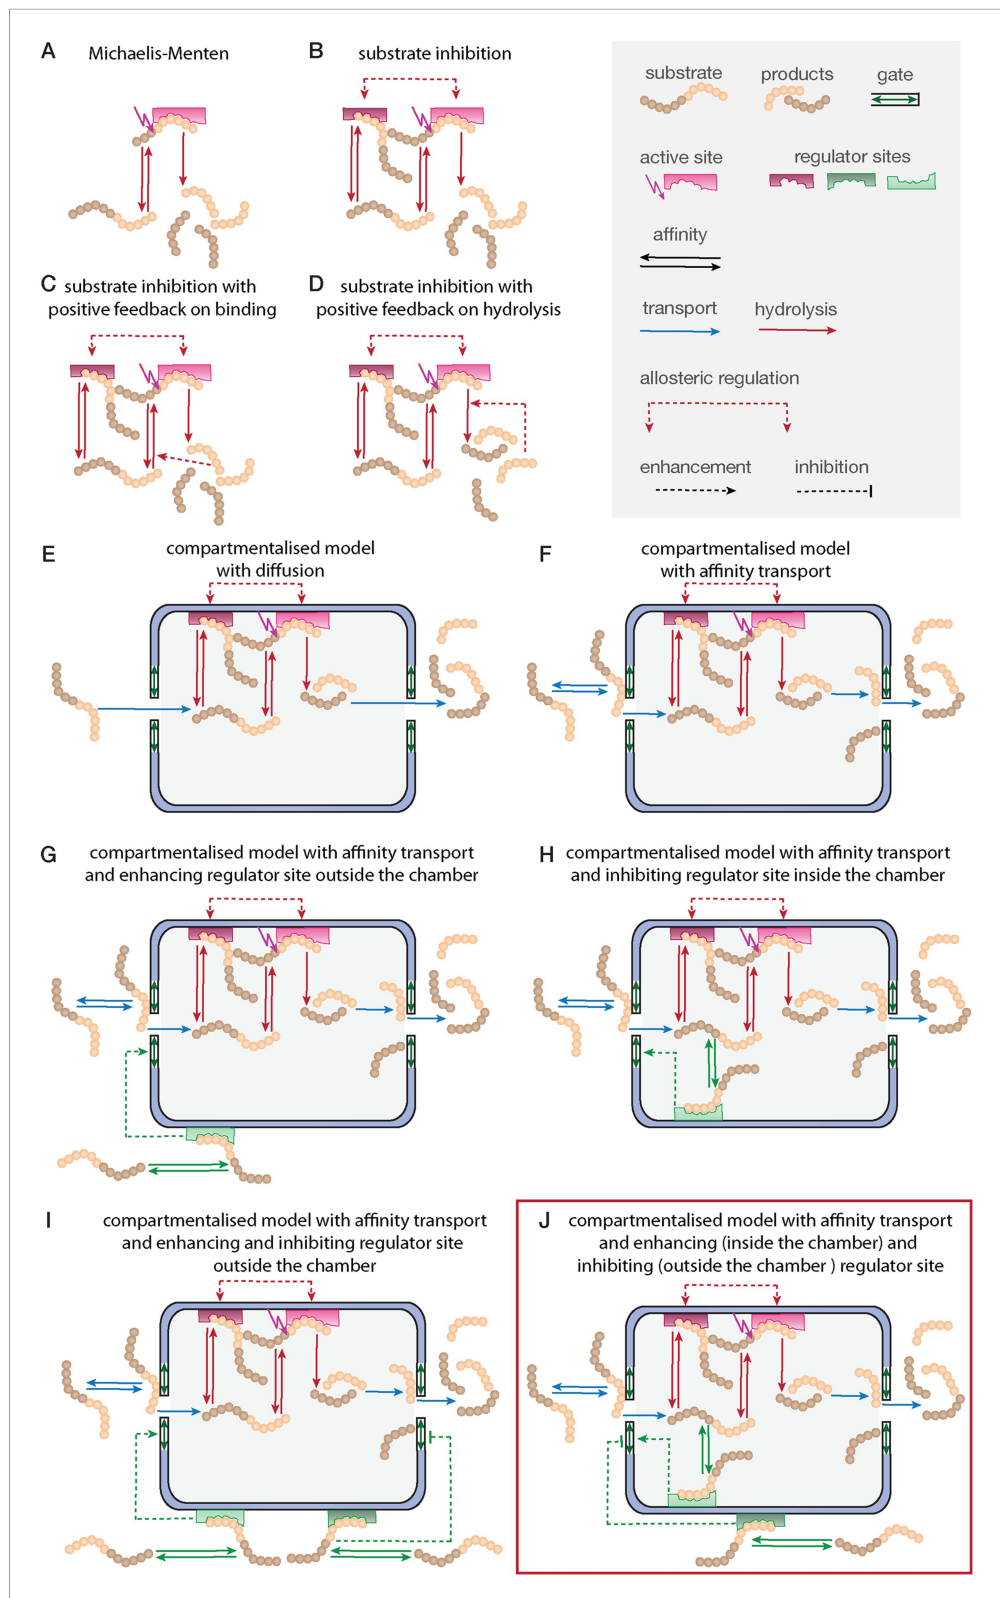 A Michaelis-Menten
B substrate inhibition
substrate products gate
active site regulator sites
affinity
transport hydrolysis
allosteric regulation
enhancement inhibition
C substrate inhibition with
positive feedback on binding
D substrate inhibition with
positive feedback on hydrolysis
E compartmentalised model
with diffusion
F compartmentalised model
with affinity transport
G compartmentalised model with affinity transport
and enhancing regulator site outside the chamber
H compartmentalised model with affinity transport
and inhibiting regulator site inside the chamber
I compartmentalised model with affinity transport
and enhancing and inhibiting regulator site
outside the chamber
J compartmentalised model with affinity transport
and enhancing (inside the chamber) and
inhibiting (outside the chamber ) regulator site